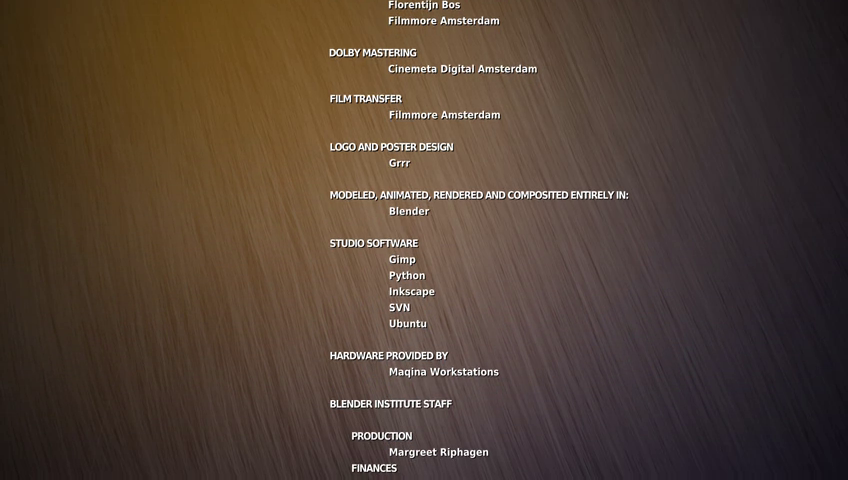 Florentijn Bos
Filmmore Amsterdam
DOLBY MASTERING
Cinemeta Digital Amsterdam
FILM TRANSFER
Filmmore Amsterdam
LOGO AND POSTER DESIGN
Grrr
MODELED, ANIMATED, RENDERED AND COMPOSITED ENTIRELY IN:
Blender
STUDIO SOFTWARE
Gimp
Python
Inkscape
SVN
Ubuntu
HARDWARE PROVIDED BY
Maqina Workstations
BLENDER INSTITUTE STAFF
PRODUCTION
Margreet Riphagen
FINANCES